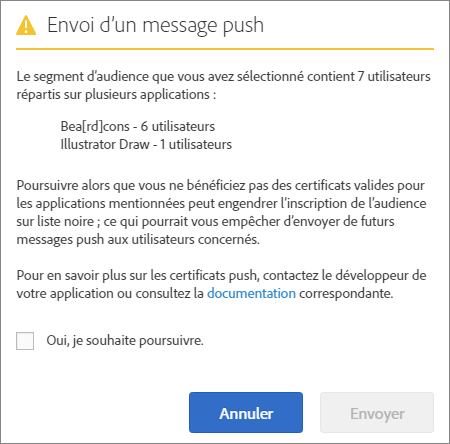 Envoi d'un message push
Le segment d'audience que vous avez sélectionné contient 7 utilisateurs
répartis sur plusieurs applications :
Bea[rd]cons - 6 utilisateurs
Illustrator Draw - 1 utilisateurs
Poursuivre alors que vous ne bénéficiez pas des certificats valides pour
les applications mentionnées peut engendrer l'inscription de l'audience
sur liste noire ; ce qui pourrait vous empêcher d'envoyer de futurs
messages push aux utilisateurs concernés.
Pour en savoir plus sur les certificats push, contactez le développeur de
votre application ou consultez la documentation correspondante.
Oui, je souhaite poursuivre.
Annuler
Envoyer